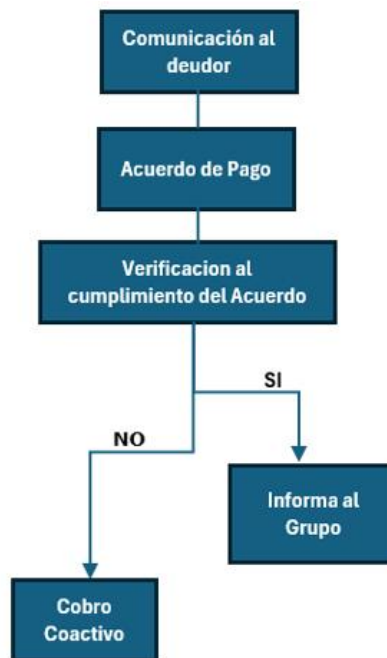 Comunicación al
deudor
Acuerdo de Pago
Verificacion al
cumplimiento del Acuerdo
SI
NO
Informa al
Grupo
Cobro
Coactivo